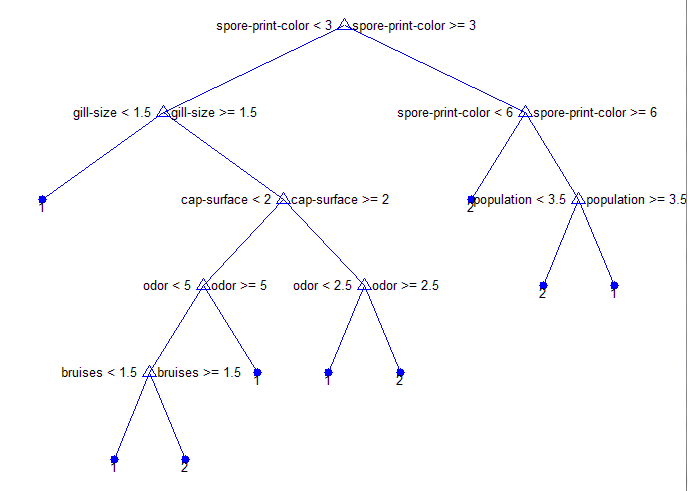 spore-print-color < 3 spore-print-color >= 3
gill-size < 1.5 gill-size >= 1.5 spore-print-color < 6 spore-print-color >= 6
1 cap-surface < 2 cap-surface >= 2 2 population < 3.5 population >= 3.5
odor < 5 odor >= 5 odor < 2.5 odor >= 2.5 2 1
bruises < 1.5 bruises >= 1.5 1 1 2
1 2